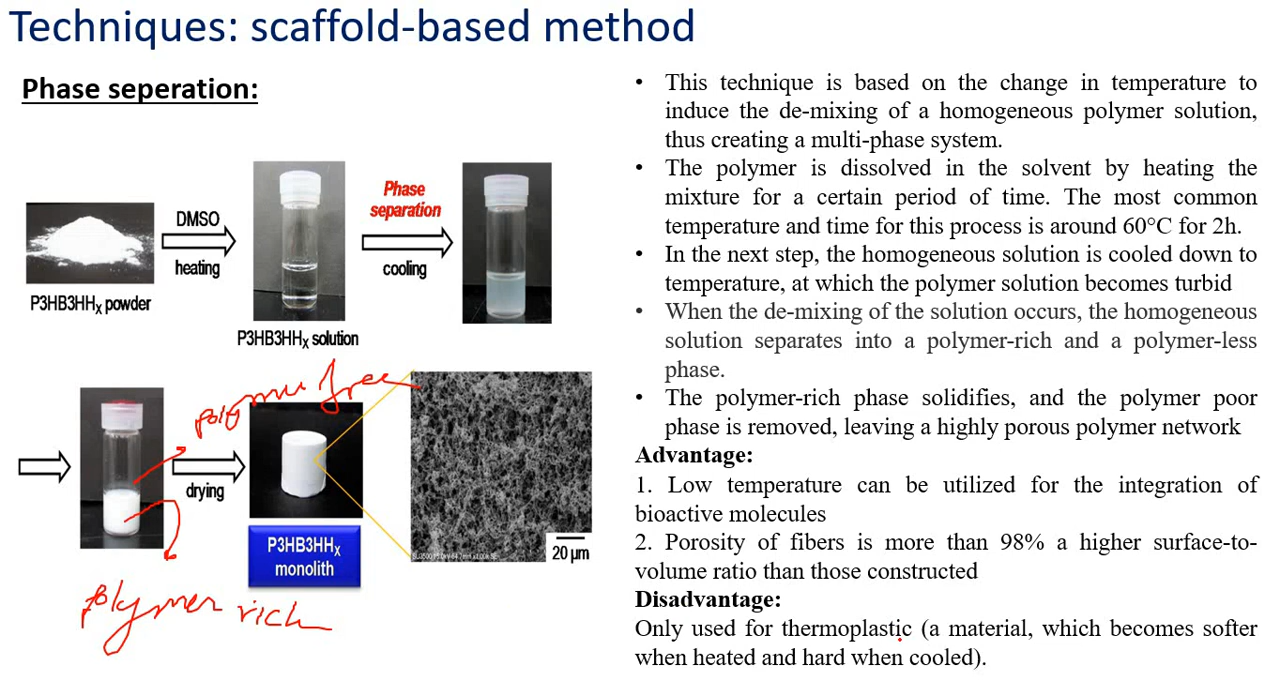 Techniques: scaffold-based method
Phase seperation:
P3HB3HHX powder
DMSO
heating
P3HB3HHX solution
Phase
separation
cooling
polymer free
drying
P3HB3HHX
monolith
20 µm
polymer rich
• This technique is based on the change in temperature to
induce the de-mixing of a homogeneous polymer solution,
thus creating a multi-phase system.
• The polymer is dissolved in the solvent by heating the
mixture for a certain period of time. The most common
temperature and time for this process is around 60°C for 2h.
• In the next step, the homogeneous solution is cooled down to
temperature, at which the polymer solution becomes turbid
• When the de-mixing of the solution occurs, the homogeneous
solution separates into a polymer-rich and a polymer-less
phase.
• The polymer-rich phase solidifies, and the polymer poor
phase is removed, leaving a highly porous polymer network
Advantage:
1. Low temperature can be utilized for the integration of
bioactive molecules
2. Porosity of fibers is more than 98% a higher surface-to-
volume ratio than those constructed
Disadvantage:
Only used for thermoplastic (a material, which becomes softer
when heated and hard when cooled).